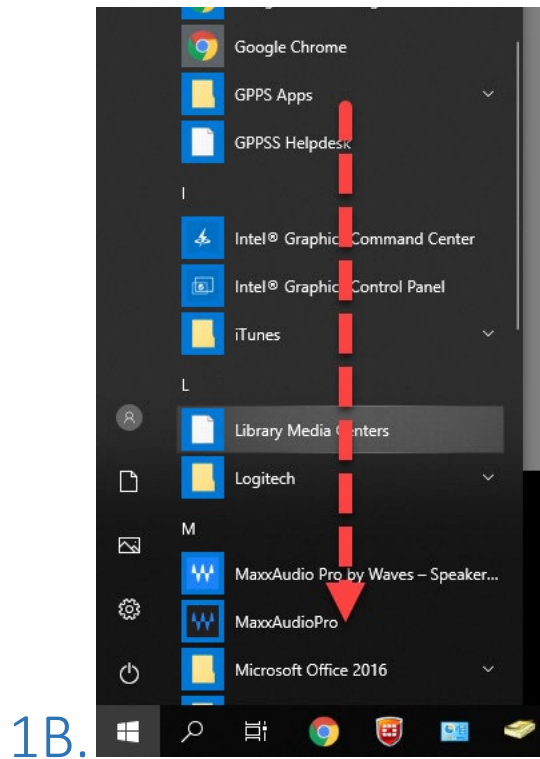 Google Chrome
GPPS Apps
GPPSS Helpdesk
I
Intel® Graphics Command Center
Intel® Graphics Control Panel
iTunes
L
Library Media Centers
Logitech
M
MaxxAudio Pro by Waves – Speaker...
MaxxAudioPro
Microsoft Office 2016
1B.